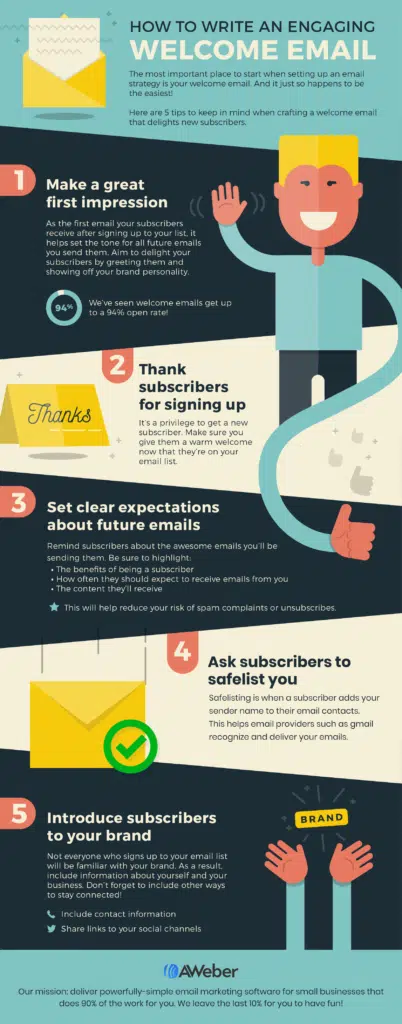 HOW TO WRITE AN ENGAGING
WELCOME EMAIL
The most important place to start when setting up an email
strategy is your welcome email. And it just so happens to be
the easiest!
Here are 5 tips to keep in mind when crafting a welcome email
that delights new subscribers.
1
Make a great
first impression
As the first email your subscribers
receive after signing up to your list, it
helps set the tone for all future emails
you send them. Aim to delight your
subscribers by greeting them and
showing off your brand personality.
94%
We've seen welcome emails get up
to a 94% open rate!
2
Thank
subscribers
for signing up
It's a privilege to get a new
subscriber. Make sure you
give them a warm welcome
now that they're on your
email list.
Thanks
3
Set clear expectations
about future emails
Remind subscribers about the awesome emails you'll be
sending them. Be sure to highlight:
• The benefits of being a subscriber
• How often they should expect to receive emails from you
• The content they'll receive
This will help reduce your risk of spam complaints or unsubscribes.
4
Ask subscribers to
safelist you
Safelisting is when a subscriber adds your
sender name to their email contacts.
This helps email providers such as gmail
recognize and deliver your emails.
5
Introduce subscribers
to your brand
Not everyone who signs up to your email list
will be familiar with your brand. As a result,
include information about yourself and your
business. Don't forget to include other ways
to stay connected!
Include contact information
Share links to your social channels
BRAND
AWeber
Our mission: deliver powerfully-simple email marketing software for small businesses that
does 90% of the work for you. We leave the last 10% for you to have fun!